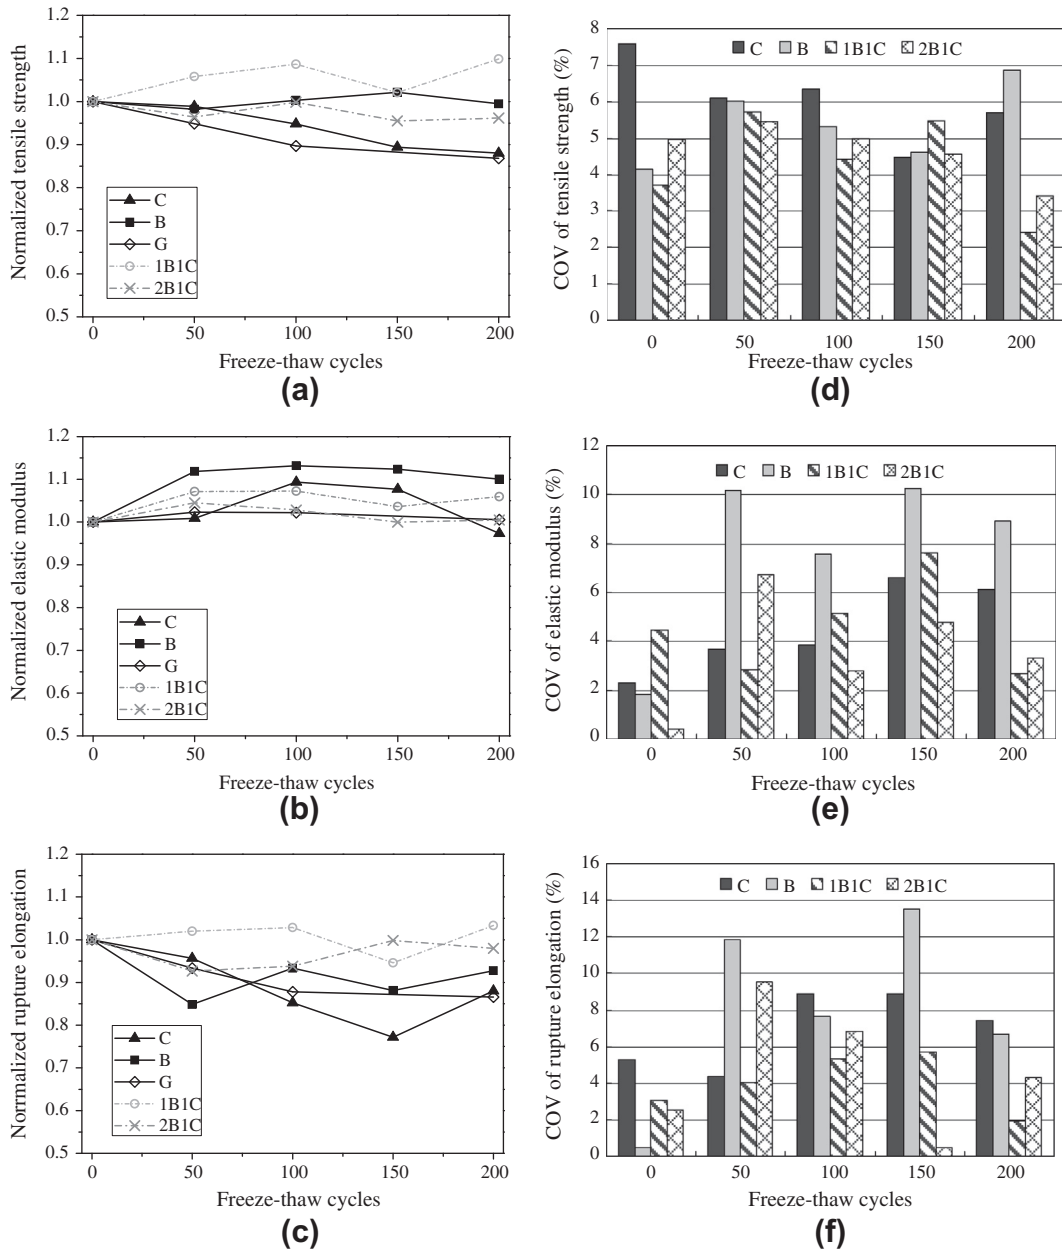 1.2
1.1
1.0
0.9
0.8
0.7
0.6
0.5
Normalized tensile strength
C
B
G
1B1C
2B1C
0 50 100 150 200
Freeze-thaw cycles
(a)
8
7
6
5
4
3
2
1
0
COV of tensile strength (%)
C B 1B1C 2B1C
0 50 100 150 200
Freeze-thaw cycles
(d)
1.2
1.1
1.0
0.9
0.8
0.7
0.6
0.5
Normalized elastic modulus
C
B
G
1B1C
2B1C
0 50 100 150 200
Freeze-thaw cycles
(b)
12
10
8
6
4
2
0
COV of elastic modulus (%)
C B 1B1C 2B1C
0 50 100 150 200
Freeze-thaw cycles
(e)
1.2
1.1
1.0
0.9
0.8
0.7
0.6
0.5
Normalized rupture elongation
C
B
G
1B1C
2B1C
0 50 100 150 200
Freeze-thaw cycles
(c)
16
14
12
10
8
6
4
2
0
COV of rupture elongation (%)
C B 1B1C 2B1C
0 50 100 150 200
Freeze-thaw cycles
(f)